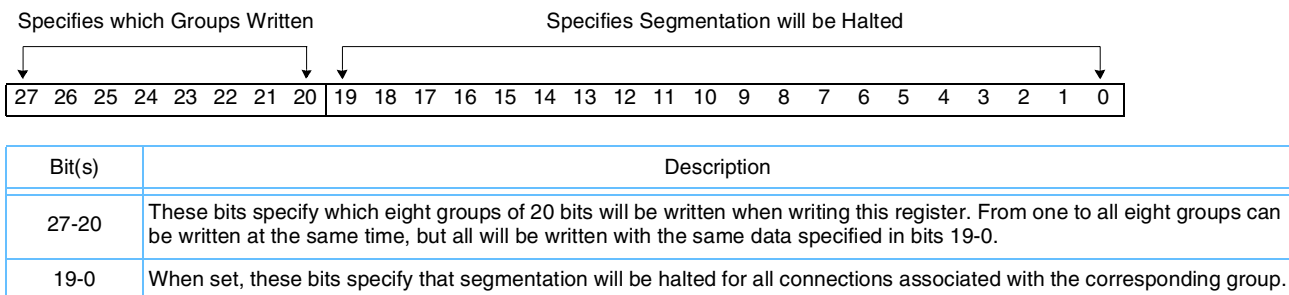 Specifies which Groups Written Specifies Segmentation will be Halted
27 26 25 24 23 22 21 20 19 18 17 16 15 14 13 12 11 10 9 8 7 6 5 4 3 2 1 0
Bit(s) Description
27-20 These bits specify which eight groups of 20 bits will be written when writing this register. From one to all eight groups can
be written at the same time, but all will be written with the same data specified in bits 19-0.
19-0 When set, these bits specify that segmentation will be halted for all connections associated with the corresponding group.